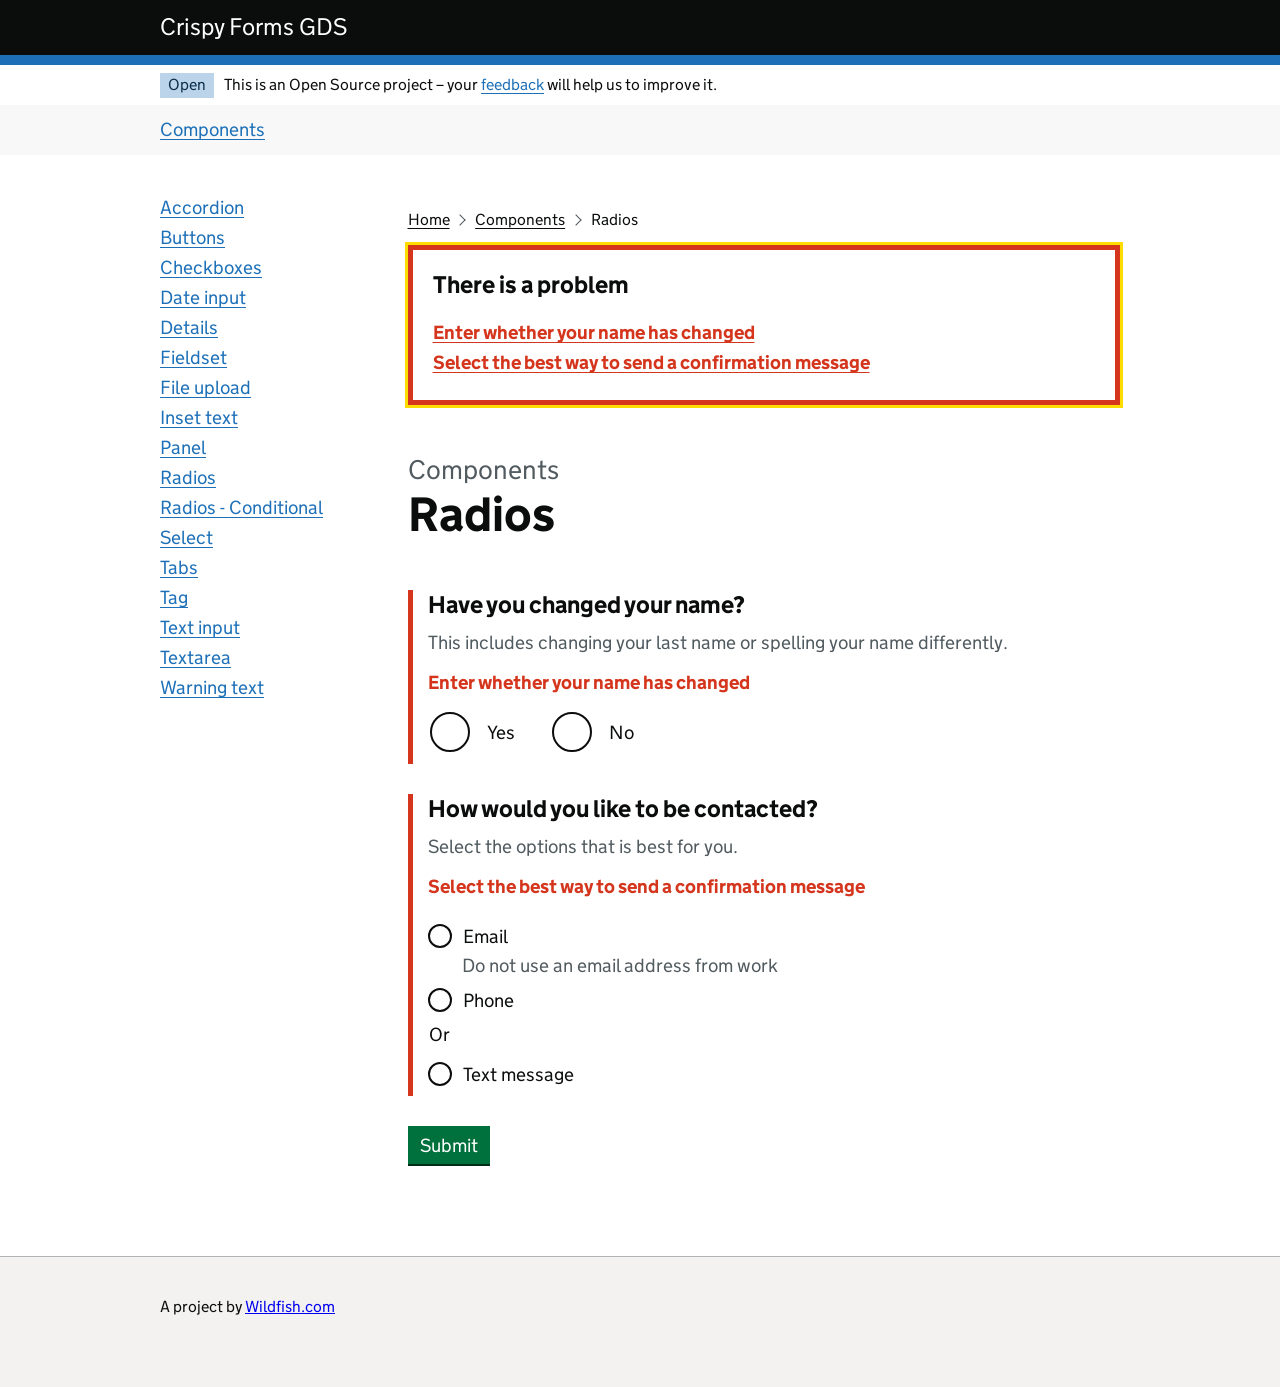 Crispy Forms GDS
Open This is an Open Source project – your feedback will help us to improve it.
Components
Accordion
Buttons
Checkboxes
Date input
Details
Fieldset
File upload
Inset text
Panel
Radios
Radios - Conditional
Select
Tabs
Tag
Text input
Textarea
Warning text
Home Components Radios
There is a problem
Enter whether your name has changed
Select the best way to send a confirmation message
Components
Radios
Have you changed your name?
This includes changing your last name or spelling your name differently.
Enter whether your name has changed
Yes No
How would you like to be contacted?
Select the options that is best for you.
Select the best way to send a confirmation message
Email
Do not use an email address from work
Phone
Or
Text message
Submit
A project by Wildfish.com